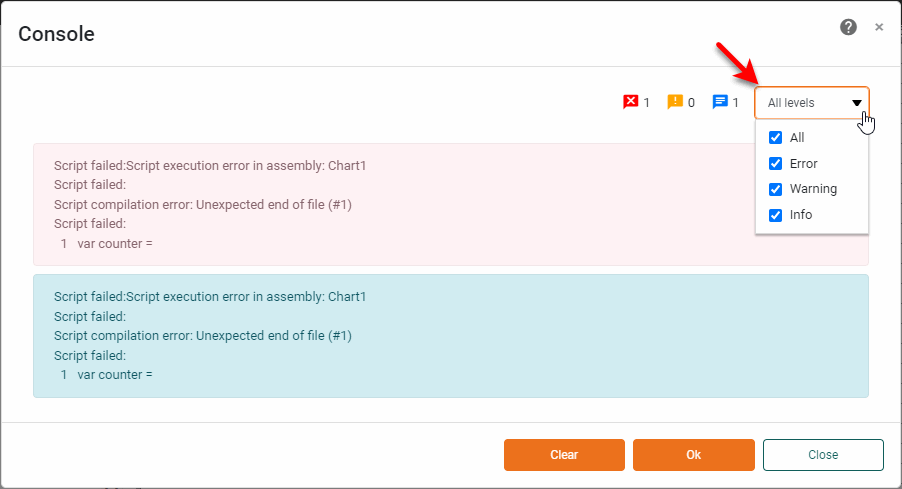 Console
1 0 1 All levels
All
Error
Warning
Info
Script failed:Script execution error in assembly: Chart1
Script failed:
Script compilation error: Unexpected end of file (#1)
Script failed:
1 var counter =
Script failed:Script execution error in assembly: Chart1
Script failed:
Script compilation error: Unexpected end of file (#1)
Script failed:
1 var counter =
Clear Ok Close